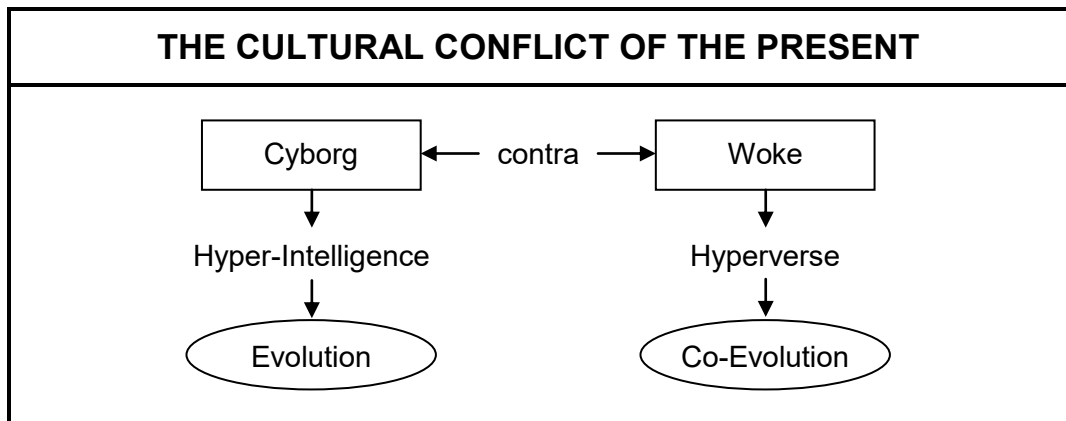 THE CULTURAL CONFLICT OF THE PRESENT
Cyborg contra Woke
Hyper-Intelligence Hyperverse
Evolution Co-Evolution